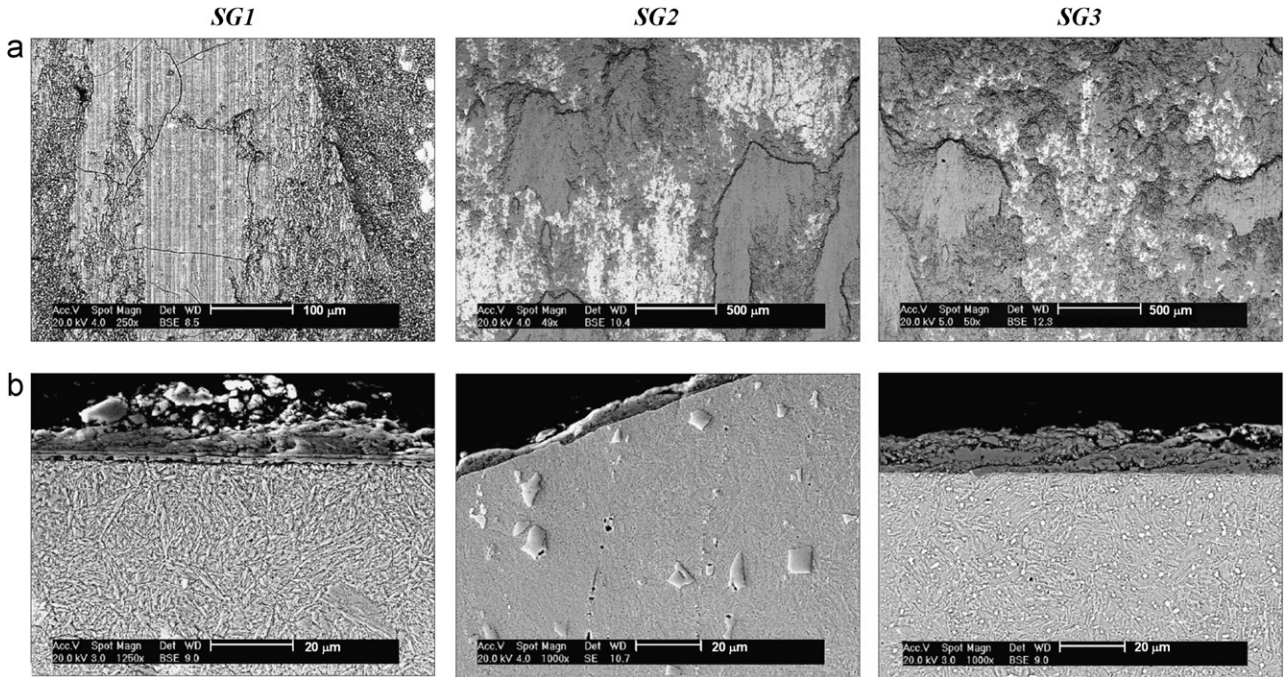 SG1 SG2 SG3
a
100 μm
Acc.V Spot Magn Det WD
20.0 kV 4.0 250x BSE 8.5
500 μm
Acc.V Spot Magn Det WD
20.0 kV 4.0 49x BSE 10.4
500 μm
Acc.V Spot Magn Det WD
20.0 kV 5.0 50x BSE 12.3
b
20 μm
Acc.V Spot Magn Det WD
20.0 kV 3.0 1250x BSE 9.0
20 μm
Acc.V Spot Magn Det WD
20.0 kV 4.0 1000x SE 10.7
20 μm
Acc.V Spot Magn Det WD
20.0 kV 3.0 1000x BSE 9.0